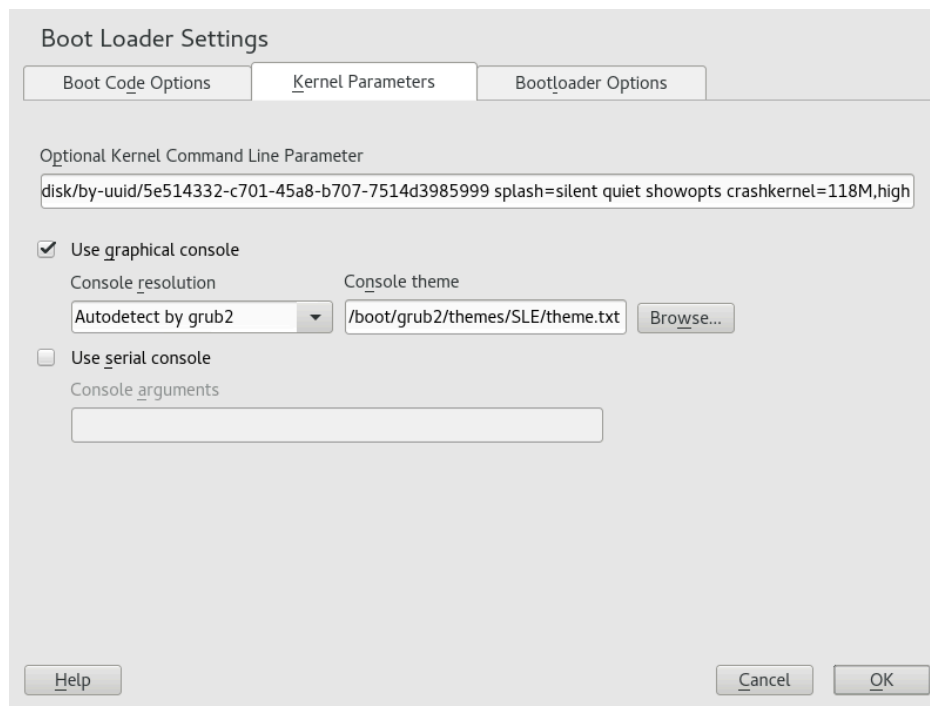 Boot Loader Settings
Boot Code Options
Kernel Parameters
Bootloader Options
Optional Kernel Command Line Parameter
disk/by-uuid/5e514332-c701-45a8-b707-7514d3985999 splash=silent quiet showopts crashkernel=118M,high
Use graphical console
Console resolution
Console theme
Autodetect by grub2
/boot/grub2/themes/SLE/theme.txt
Browse...
Use serial console
Console arguments
Help
Cancel
OK